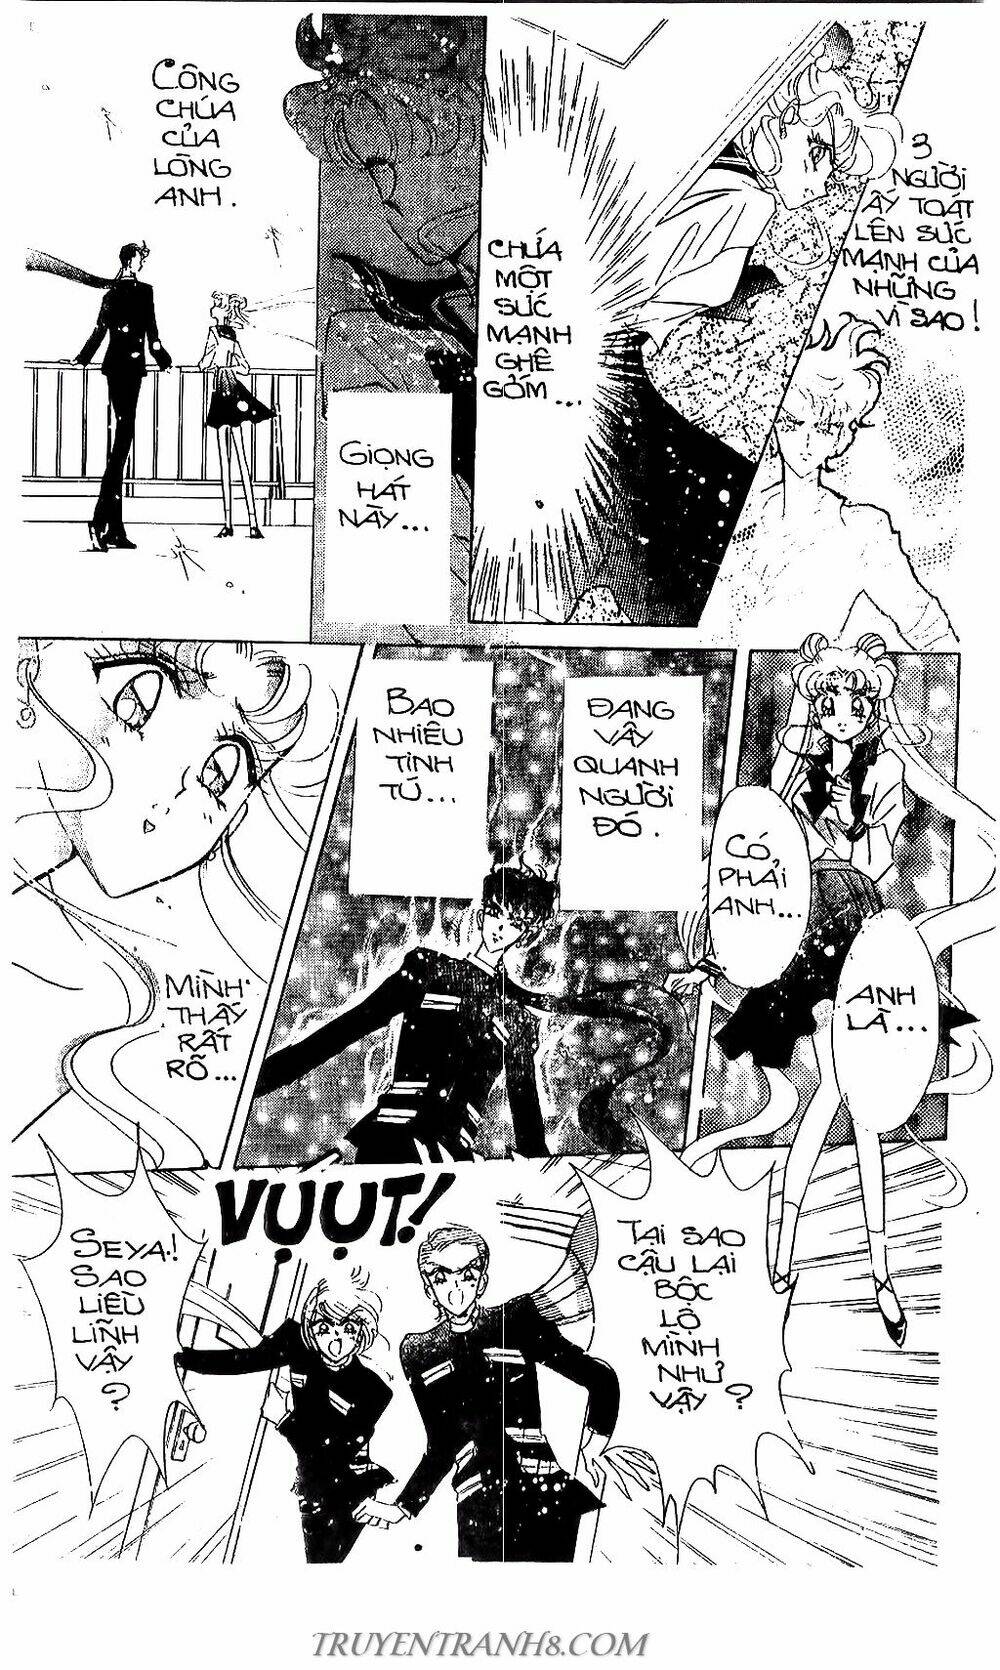 3
NGƯỜI
ẤY TOÁT
LÊN SỨC
MẠNH CỦA
NHỮNG
VÌ SAO!
CHỨA
MỘT
SỨC
MẠNH
GHÊ
GỚM...
GIỌNG
HÁT
NÀY...
CÔNG
CHÚA
CỦA
LÒNG
ANH.
CÓ
PHẢI
ANH...
ANH
LÀ...
ĐANG
VÂY
QUANH
NGƯỜI
ĐÓ.
BAO
NHIÊU
TINH
TÚ...
MÌNH
THẤY
RẤT
RÕ...
TẠI SAO
CẬU LẠI
BỘC
LỘ
MÌNH
NHƯ
VẬY?
VỤỤT!
SEYA!
SAO
LIỀU
LĨNH
VẬY
?
TRUYENTRANH8.COM